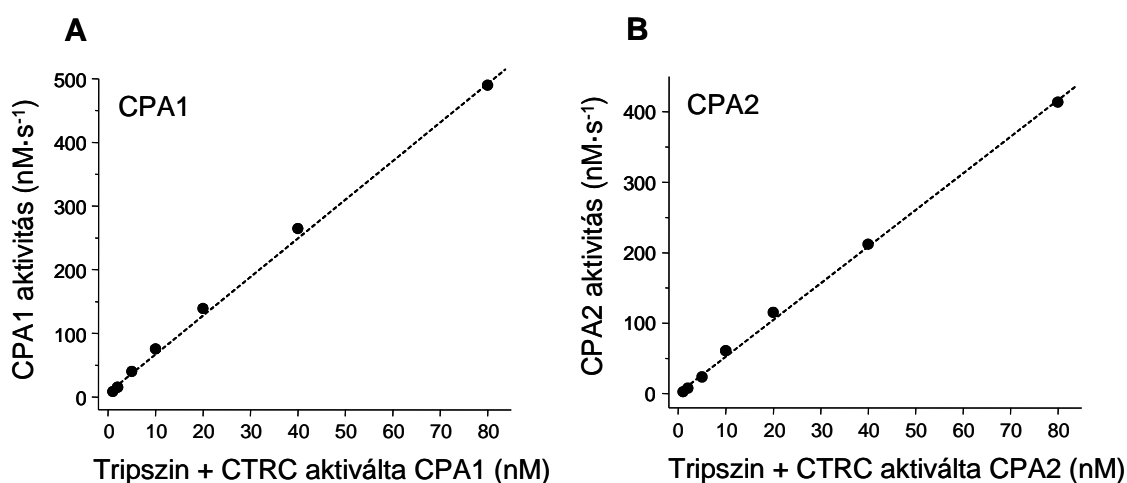 A
CPA1
CPA1 aktivitás (nM·s-1)
500
400
300
200
100
0
0 10 20 30 40 50 60 70 80
Tripszin + CTRC aktiválta CPA1 (nM)
B
CPA2
CPA2 aktivitás (nM·s-1)
400
300
200
100
0
0 10 20 30 40 50 60 70 80
Tripszin + CTRC aktiválta CPA2 (nM)